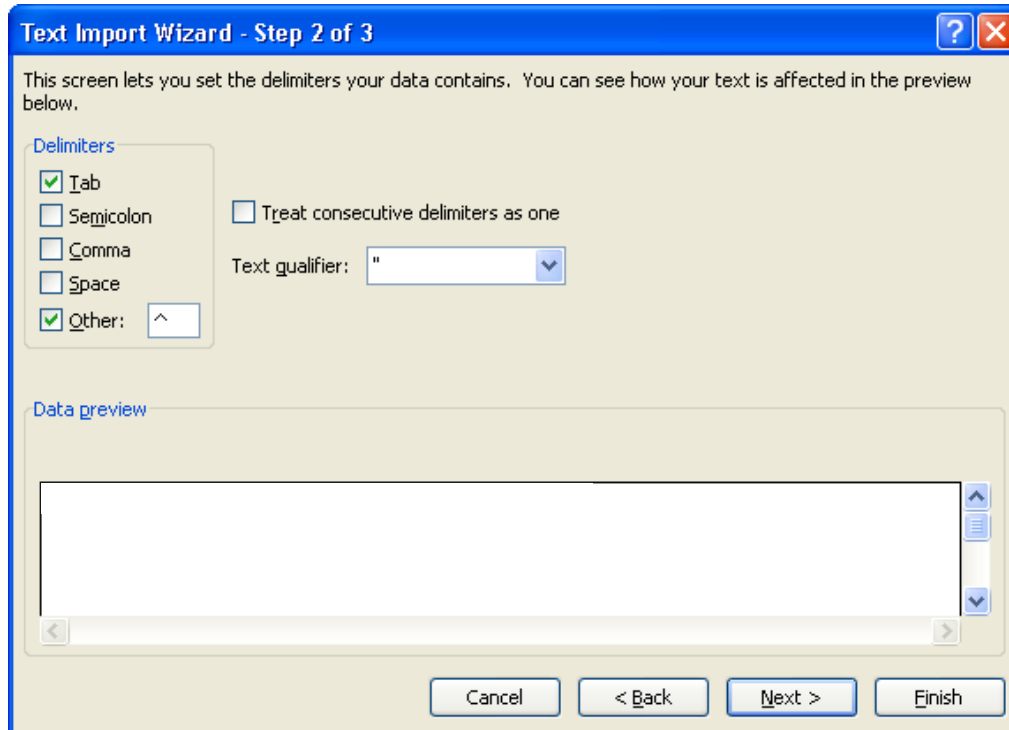 Text Import Wizard - Step 2 of 3
This screen lets you set the delimiters your data contains. You can see how your text is affected in the preview
below.
Delimiters
Tab
Semicolon
Comma
Space
Other: ^
Treat consecutive delimiters as one
Text qualifier: "
Data preview
Cancel < Back Next > Finish